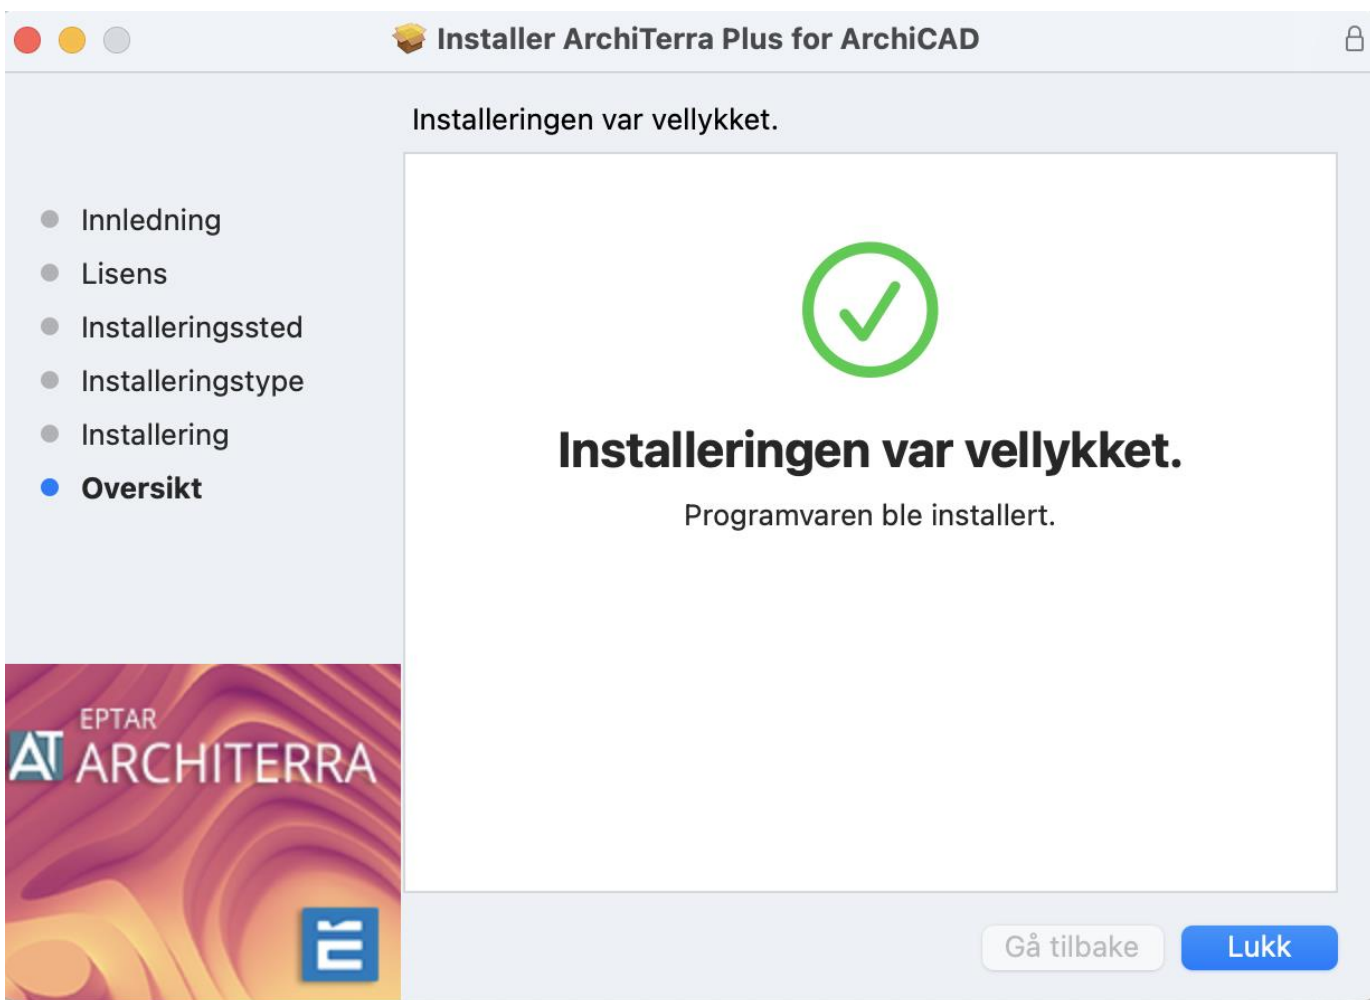 Installer ArchiTerra Plus for ArchiCAD
Installeringen var vellykket.
Innledning
Lisens
Installeringssted
Installeringstype
Installering
Oversikt
Installeringen var vellykket.
Programvaren ble installert.
EPTAR
AT ARCHITERRA
Gå tilbake
Lukk